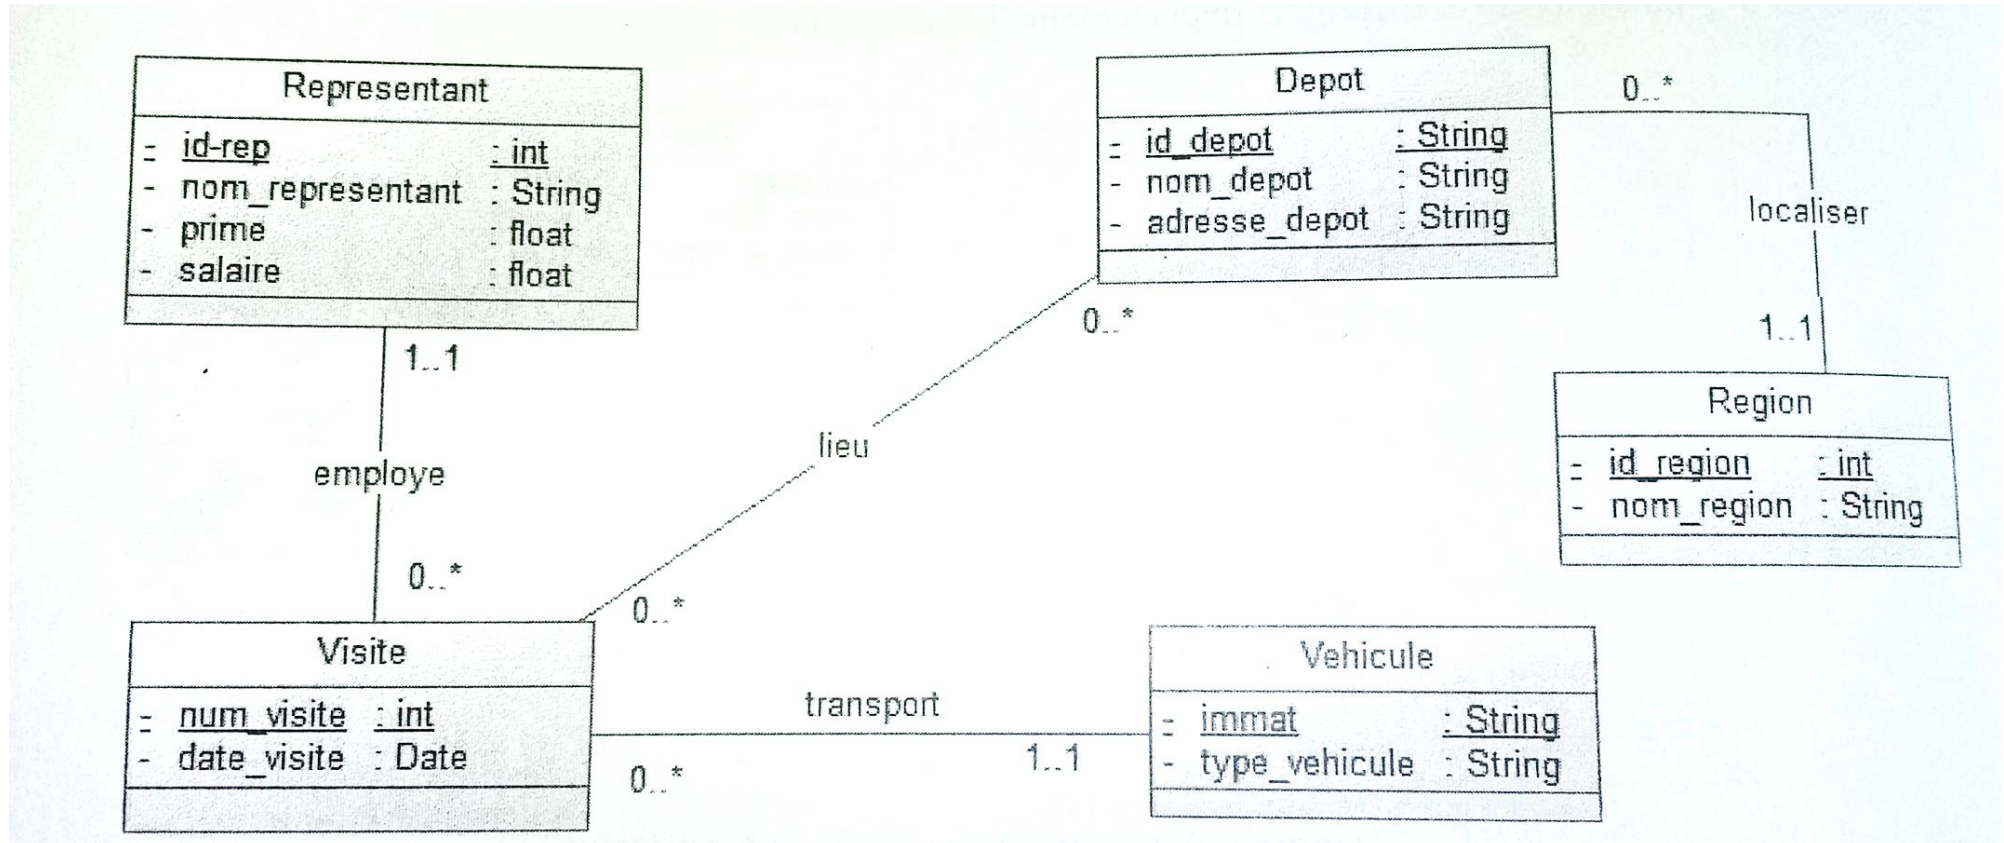 Representant
- id-rep : int
- nom_representant : String
- prime : float
- salaire : float
Depot
- id_depot : String
- nom_depot : String
- adresse_depot : String
0..*
localiser
1..1
Region
- id_region : int
- nom_region : String
0..*
lieu
0..*
1..1
employe
0..*
Visite
- num_visite : int
- date_visite : Date
transport
0..*
1..1
Vehicule
- immat : String
- type_vehicule : String